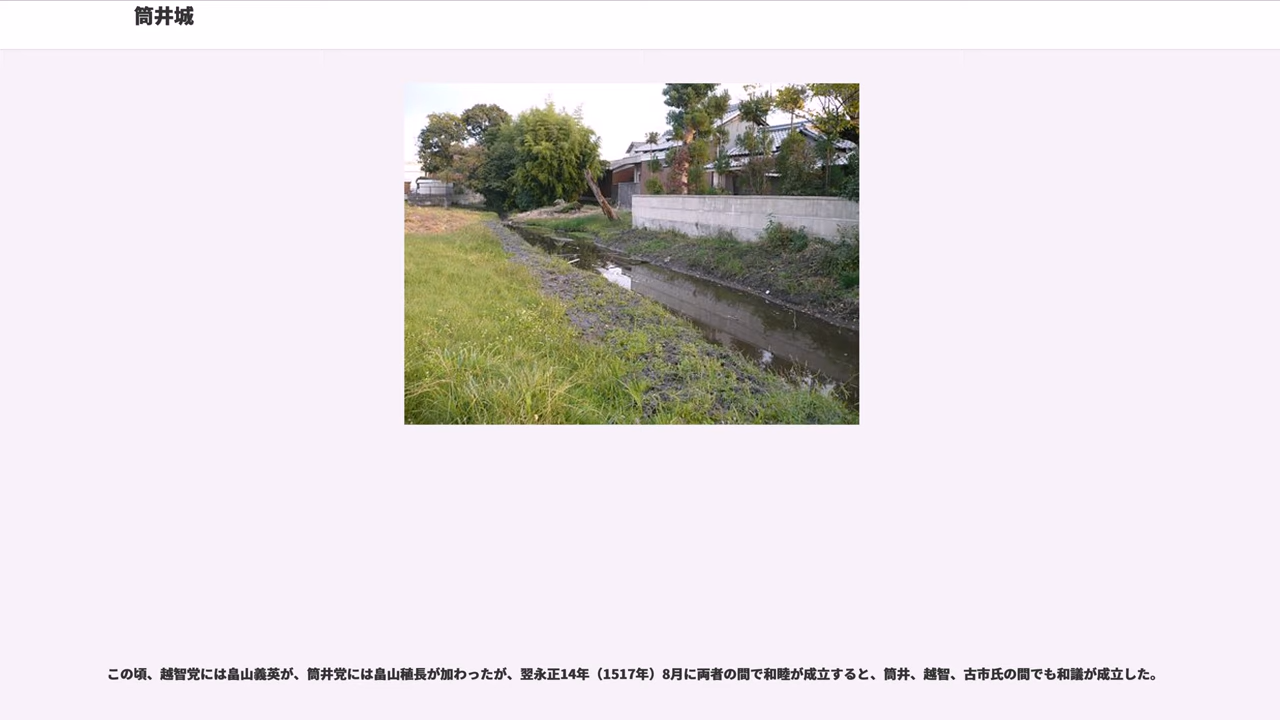 筒井城
この頃、越智党には畠山義英が、筒井党には畠山稙長が加わったが、翌永正14年（1517年）8月に両者の間で和睦が成立すると、筒井、越智、古市氏の間でも和議が成立した。